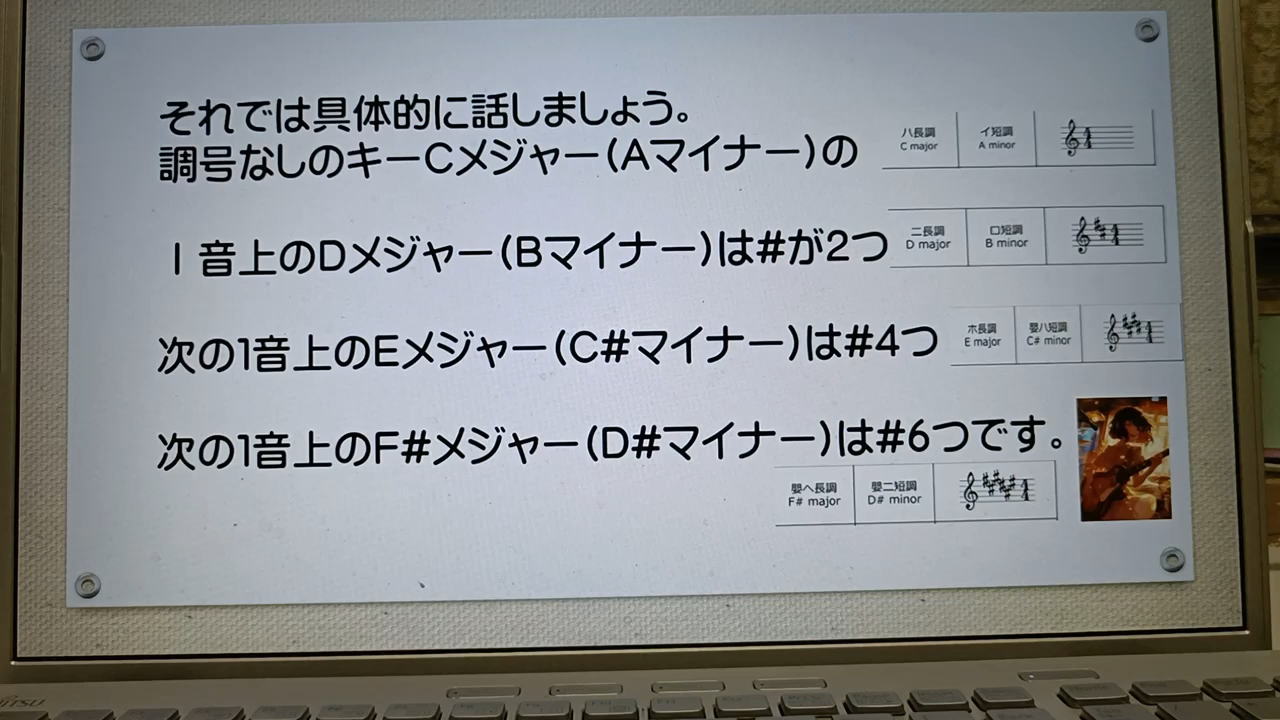 それでは具体的に話しましょう。
調号なしのキーCメジャー(Aマイナー)の
ハ長調 イ短調
C major A minor
1音上のDメジャー(Bマイナー)は#が2つ
ニ長調 ロ短調
D major B minor
次の1音上のEメジャー(C#マイナー)は#4つ
ホ長調 嬰ハ短調
E major C# minor
次の1音上のF#メジャー(D#マイナー)は#6つです。
嬰ヘ長調 嬰ニ短調
F# major D# minor